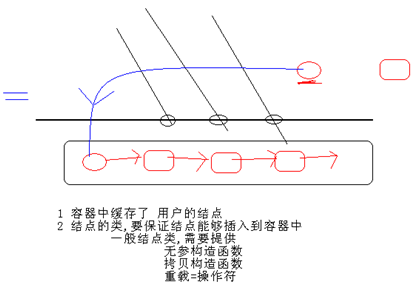 1 容器中缓存了 用户的结点
2 结点的类,要保证结点能够插入到容器中
一般结点类,需要提供
无参构造函数
拷贝构造函数
重载=操作符